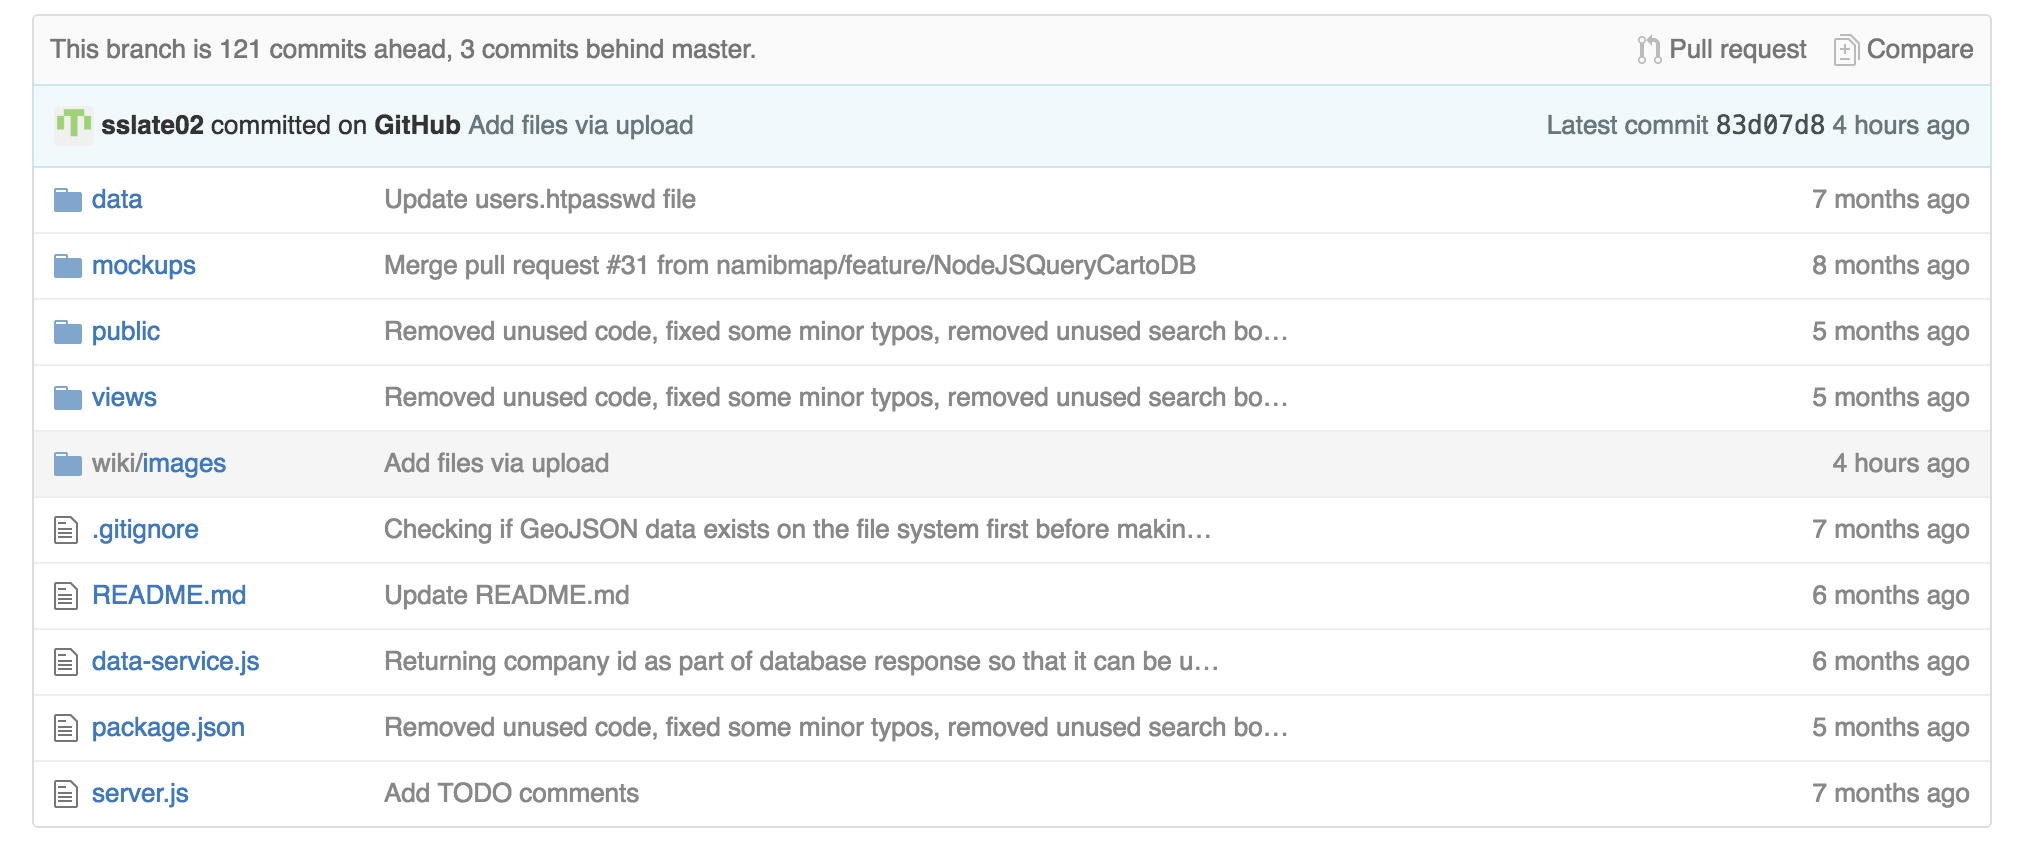 This branch is 121 commits ahead, 3 commits behind master. Pull request Compare
sslate02 committed on GitHub Add files via upload Latest commit 83d07d8 4 hours ago
data Update users.htpasswd file 7 months ago
mockups Merge pull request #31 from namibmap/feature/NodeJSQueryCartoDB 8 months ago
public Removed unused code, fixed some minor typos, removed unused search bo… 5 months ago
views Removed unused code, fixed some minor typos, removed unused search bo… 5 months ago
wiki/images Add files via upload 4 hours ago
.gitignore Checking if GeoJSON data exists on the file system first before makin… 7 months ago
README.md Update README.md 6 months ago
data-service.js Returning company id as part of database response so that it can be u… 6 months ago
package.json Removed unused code, fixed some minor typos, removed unused search bo… 5 months ago
server.js Add TODO comments 7 months ago